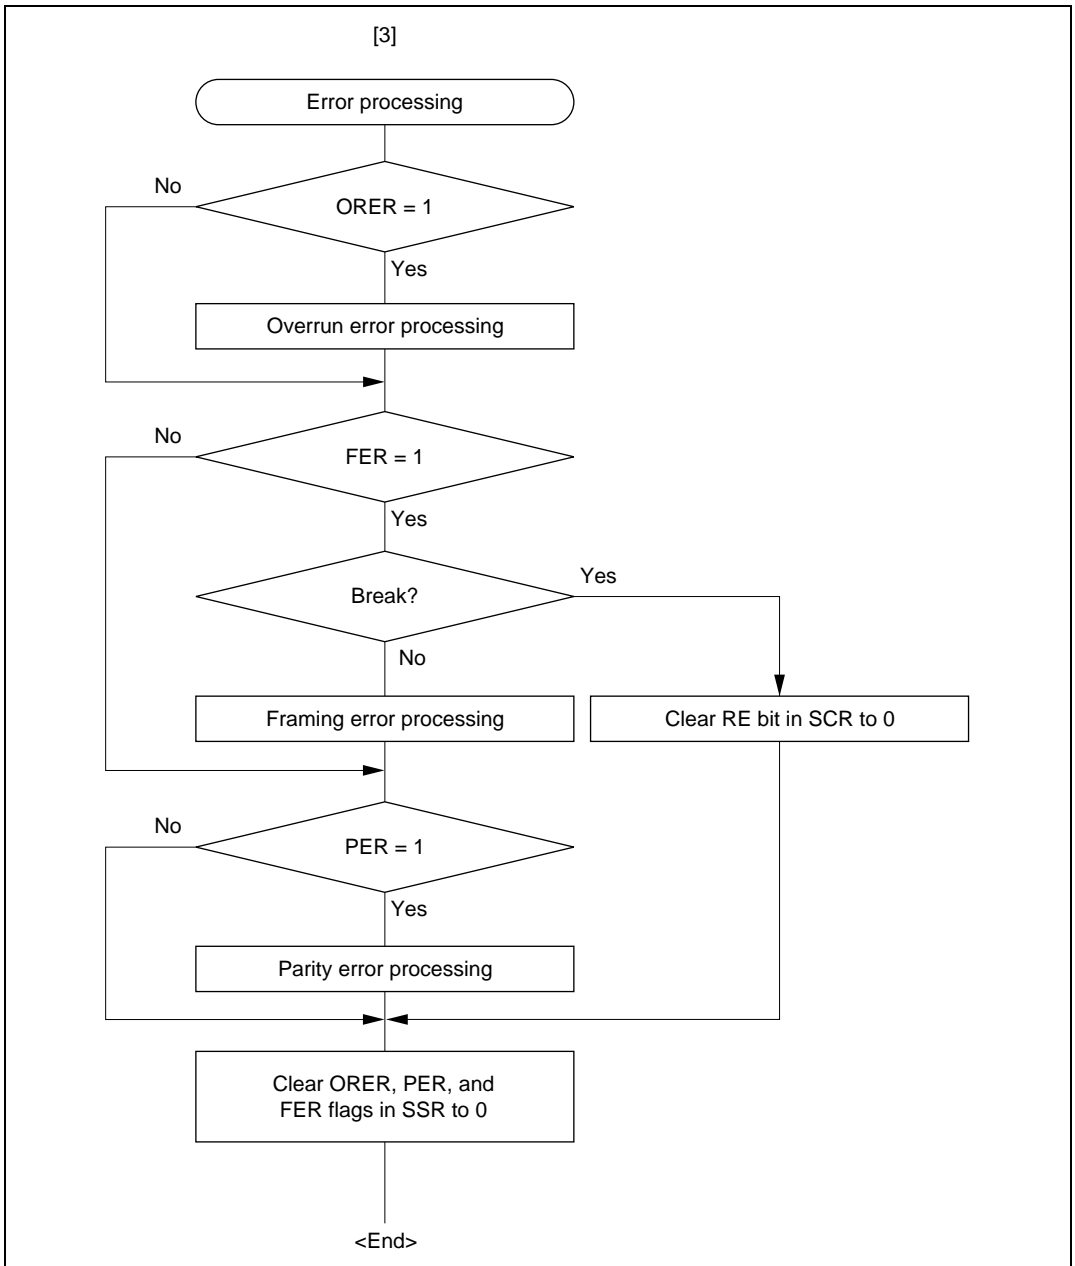 [3]
Error processing
No
ORER = 1
Yes
Overrun error processing
No
FER = 1
Yes
Break?
Yes
No
Framing error processing
Clear RE bit in SCR to 0
No
PER = 1
Yes
Parity error processing
Clear ORER, PER, and
FER flags in SSR to 0
<End>